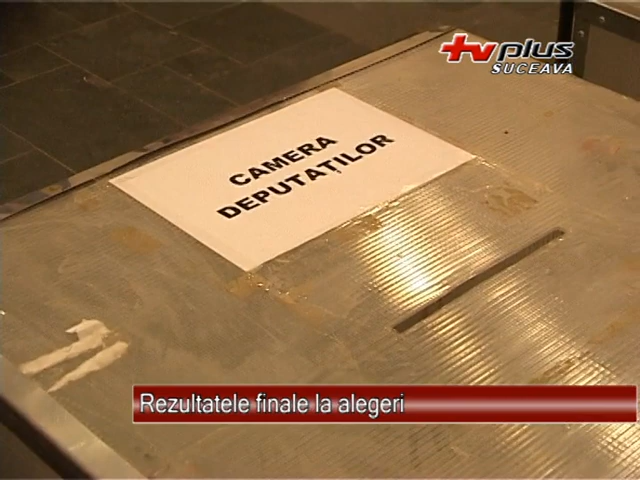 tv plus
SUCEAVA
CAMERA
DEPUTAȚILOR
Rezultatele finale la alegeri